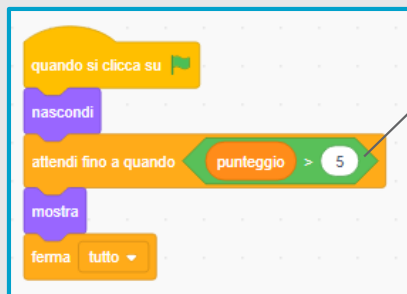 quando si clicca su
nascondi
attendi fino a quando punteggio > 5
mostra
ferma tutto